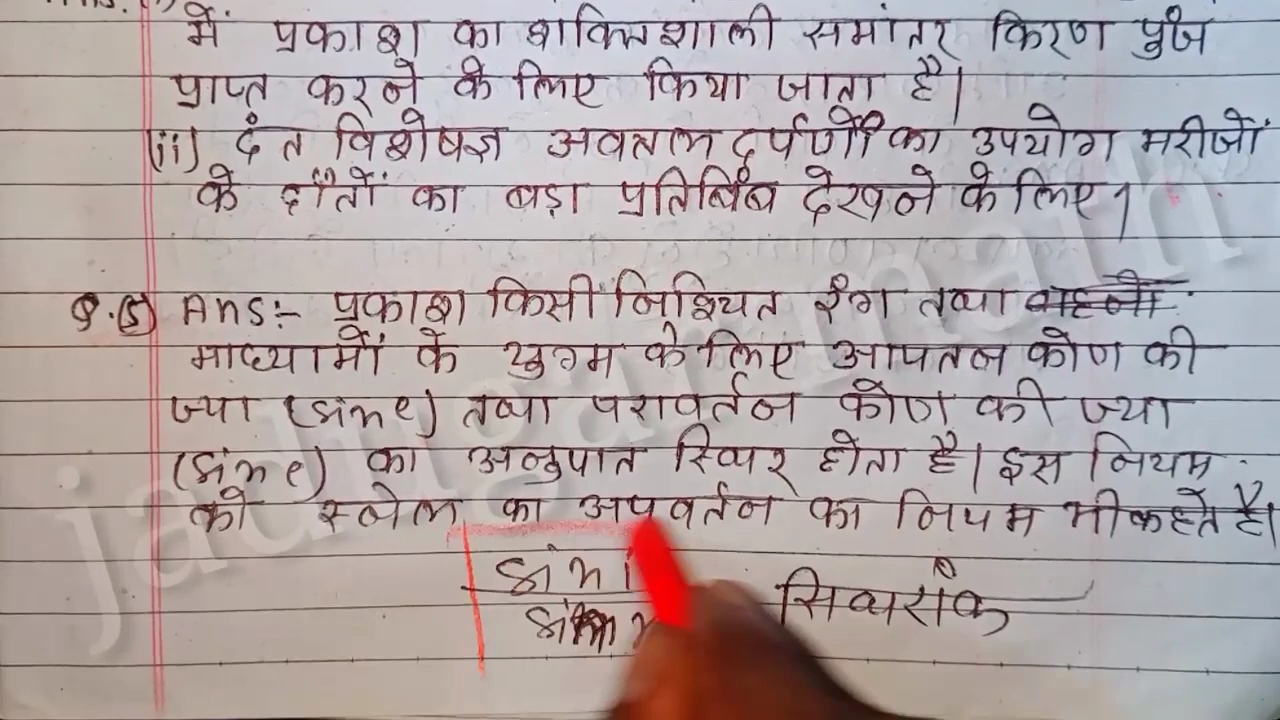 में प्रकाश का शक्तिशाली समांतर किरण पुंज
प्राप्त करने के लिए किया जाता है।
(ii) दंत विशेषज्ञ अवतल दर्पणों का उपयोग मरीजों
के दाँतों का बड़ा प्रतिबिंब देखने के लिए।
Q.(5) Ans:- प्रकाश किसी निश्चित रंग तथा
माध्यामों के युग्म के लिए आपतन कोण की
ज्या (sine) तथा परावर्तन कोण की ज्या
(sine) का अनुपात स्थिर होता है। इस नियम
को स्नेल का अपवर्तन का नियम भी कहते है।
sin i
स्थिरांक
sin
jadugarmam